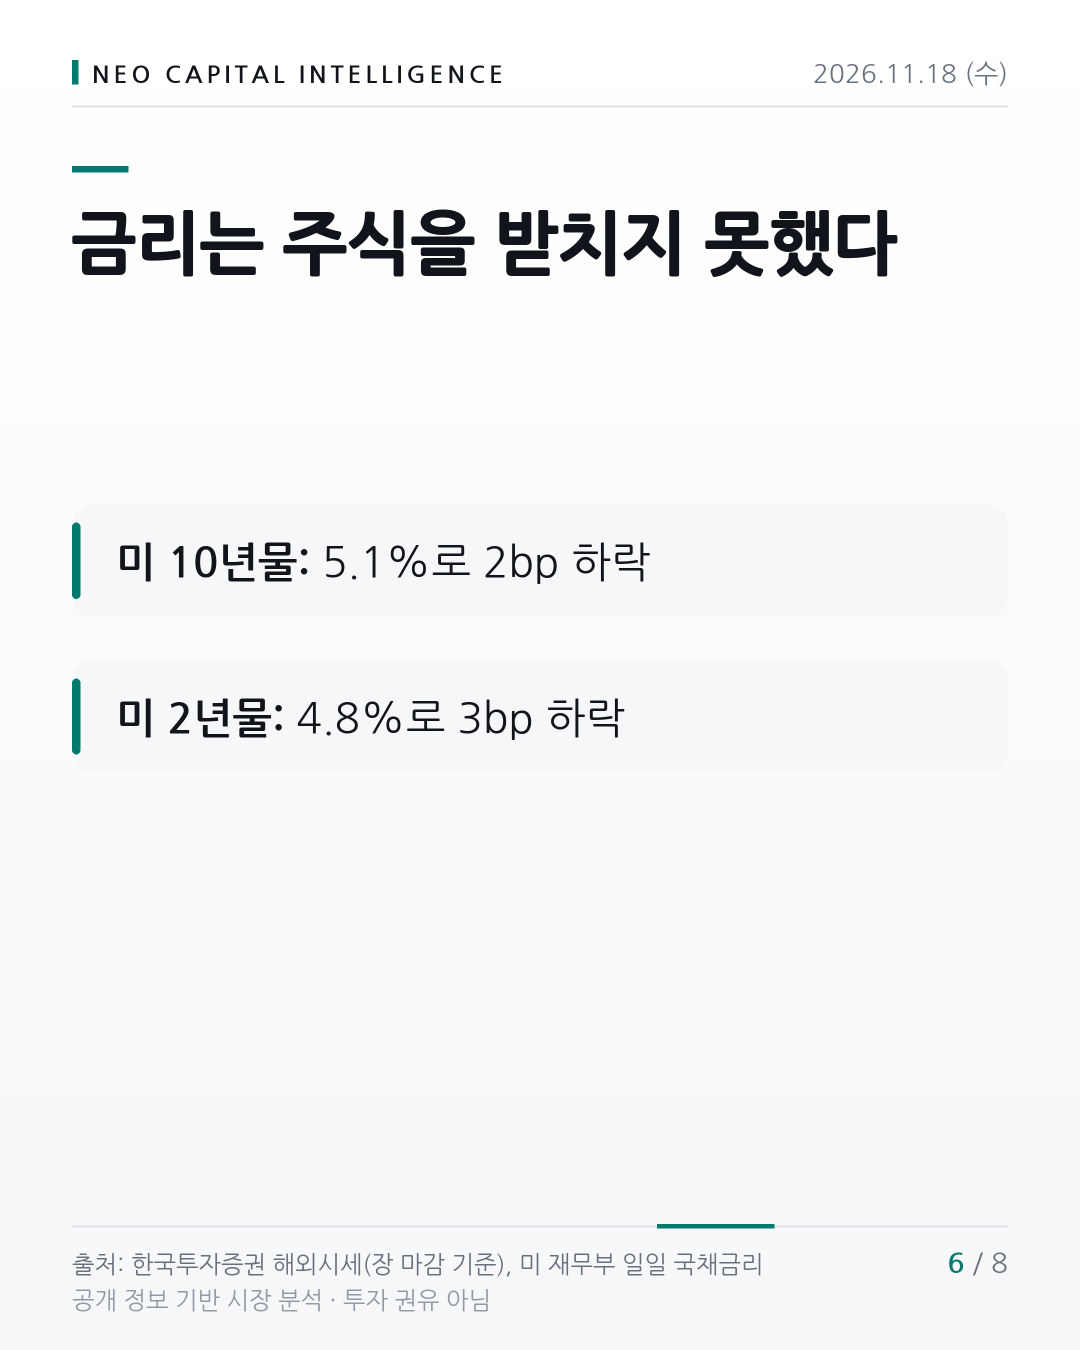 NEO CAPITAL INTELLIGENCE
2026.11.18 (수)
금리는 주식을 받치지 못했다
미 10년물: 5.1%로 2bp 하락
미 2년물: 4.8%로 3bp 하락
출처: 한국투자증권 해외시세(장 마감 기준), 미 재무부 일일 국채금리
6 / 8
공개 정보 기반 시장 분석 · 투자 권유 아님